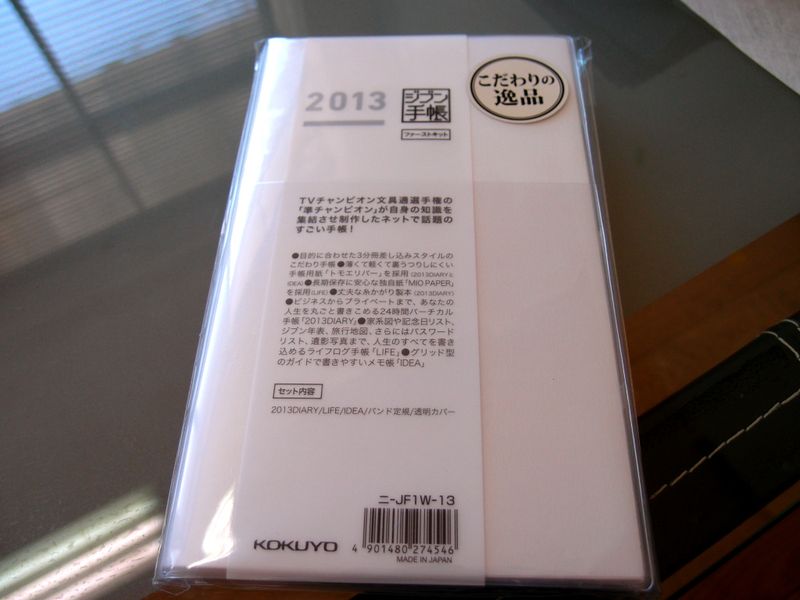 2013
ジブン
手帳
ファーストキット
こだわりの
逸品
TVチャンピオン文具通選手権の
「準チャンピオン」が自身の知識を
集結させ制作したネットで話題の
すごい手帳！
●目的に合わせた3分冊差し込みスタイルの
こだわり手帳●薄くて軽くて裏うつりしにくい
手帳用紙「トモエリバー」を採用(2013DIARYと
IDEA)●長期保存に安心な独自紙「MIO PAPER」
を採用(LIFE)●丈夫な糸かがり製本(2013DIARY)
●ビジネスからプライベートまで、あなたの
人生を丸ごと書きこめる24時間バーチカル
手帳「2013DIARY」●家系図や記念日リスト、
ジブン年表、旅行地図、さらにはパスワード
リスト、遺影写真まで、人生のすべてを書き
込めるライフログ手帳「LIFE」●グリッド型
のガイドで書きやすいメモ帳「IDEA」
セット内容
2013DIARY/LIFE/IDEA/バンド定規/透明カバー
ニ-JF1W-13
KOKUYO
4 901480 274546
MADE IN JAPAN